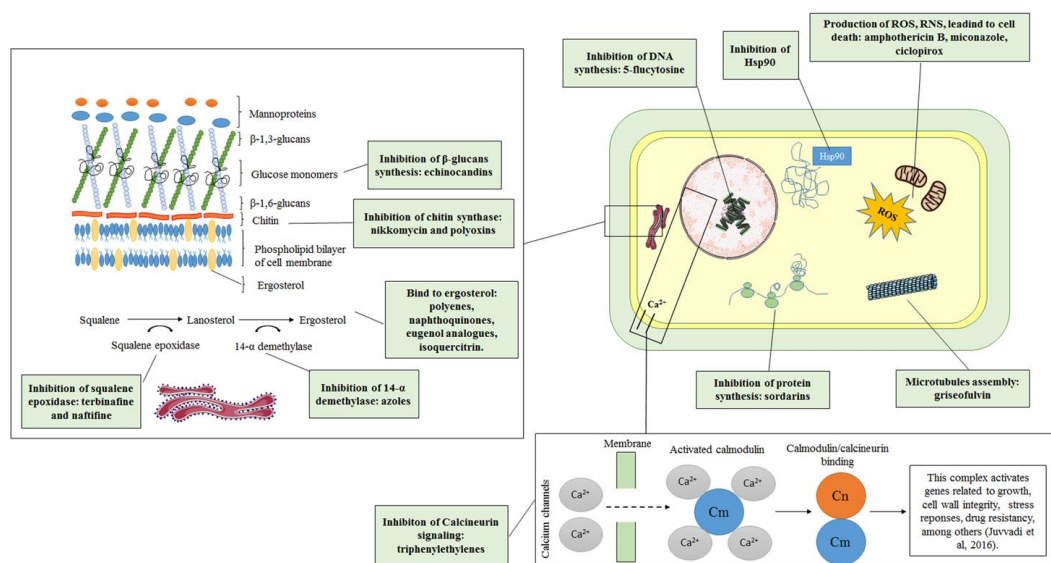 Mannoproteins
β-1,3-glucans
Glucose monomers
β-1,6-glucans
Chitin
Phospholipid bilayer
of cell membrane
Ergosterol
Inhibition of β-glucans
synthesis: echinocandins
Inhibition of chitin synthase:
nikkomycin and polyoxins
Bind to ergosterol:
polyenes,
naphthoquinones,
eugenol analogues,
isoquercitrin.
Squalene
Lanosterol
Ergosterol
Squalene epoxidase
14-α demethylase
Inhibition of squalene
epoxidase: terbinafine
and naftifine
Inhibition of 14-α
demethylase: azoles
Inhibition of DNA
synthesis: 5-flucytosine
Inhibition of
Hsp90
Production of ROS, RNS, leadind to cell
death: amphothericin B, miconazole,
ciclopirox
Hsp90
ROS
Ca²⁺
Inhibition of protein
synthesis: sordarins
Microtubules assembly:
griseofulvin
Inhibiton of Calcineurin
signaling:
triphenylethylenes
Calcium channels
Membrane
Ca²⁺
Ca²⁺
Activated calmodulin
Ca²⁺
Ca²⁺
Cm
Ca²⁺
Ca²⁺
Calmodulin/calcineurin
binding
Cn
Cm
This complex activates
genes related to growth,
cell wall integrity, stress
reponses, drug resistancy,
among others (Juvvadi et
al, 2016).